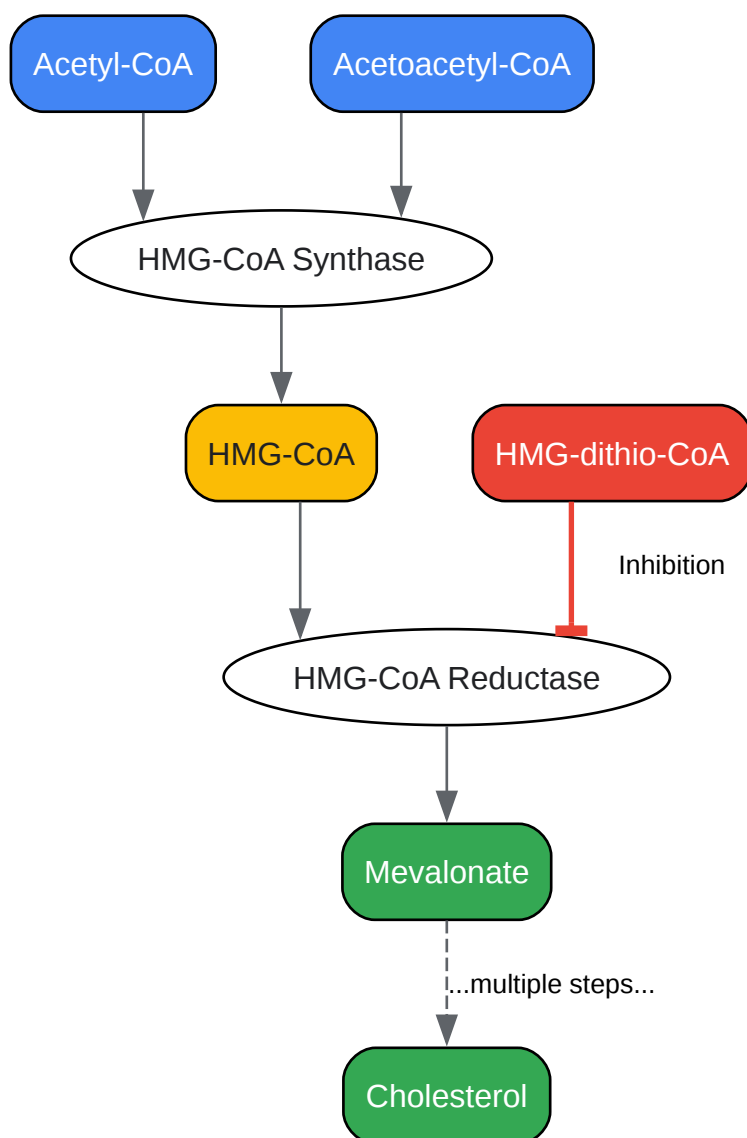 Acetyl-CoA
Acetoacetyl-CoA
HMG-CoA Synthase
HMG-CoA
HMG-dithio-CoA
Inhibition
HMG-CoA Reductase
Mevalonate
...multiple steps...
Cholesterol